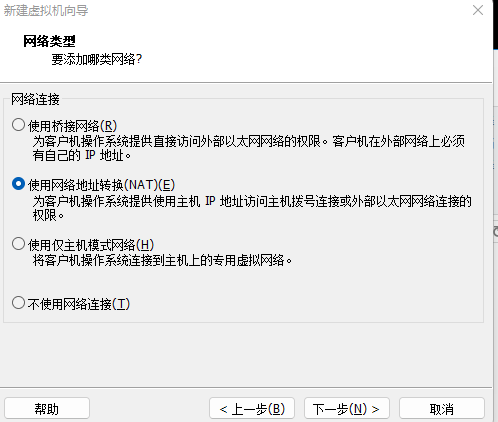 新建虚拟机向导
网络类型
要添加哪类网络?
网络连接
使用桥接网络(R)
为客户机操作系统提供直接访问外部以太网网络的权限。客户机在外部网络上必须
有自己的 IP 地址。
使用网络地址转换(NAT)(E)
为客户机操作系统提供使用主机 IP 地址访问主机拨号连接或外部以太网网络连接的
权限。
使用仅主机模式网络(H)
将客户机操作系统连接到主机上的专用虚拟网络。
不使用网络连接(T)
帮助
< 上一步(B)
下一步(N) >
取消